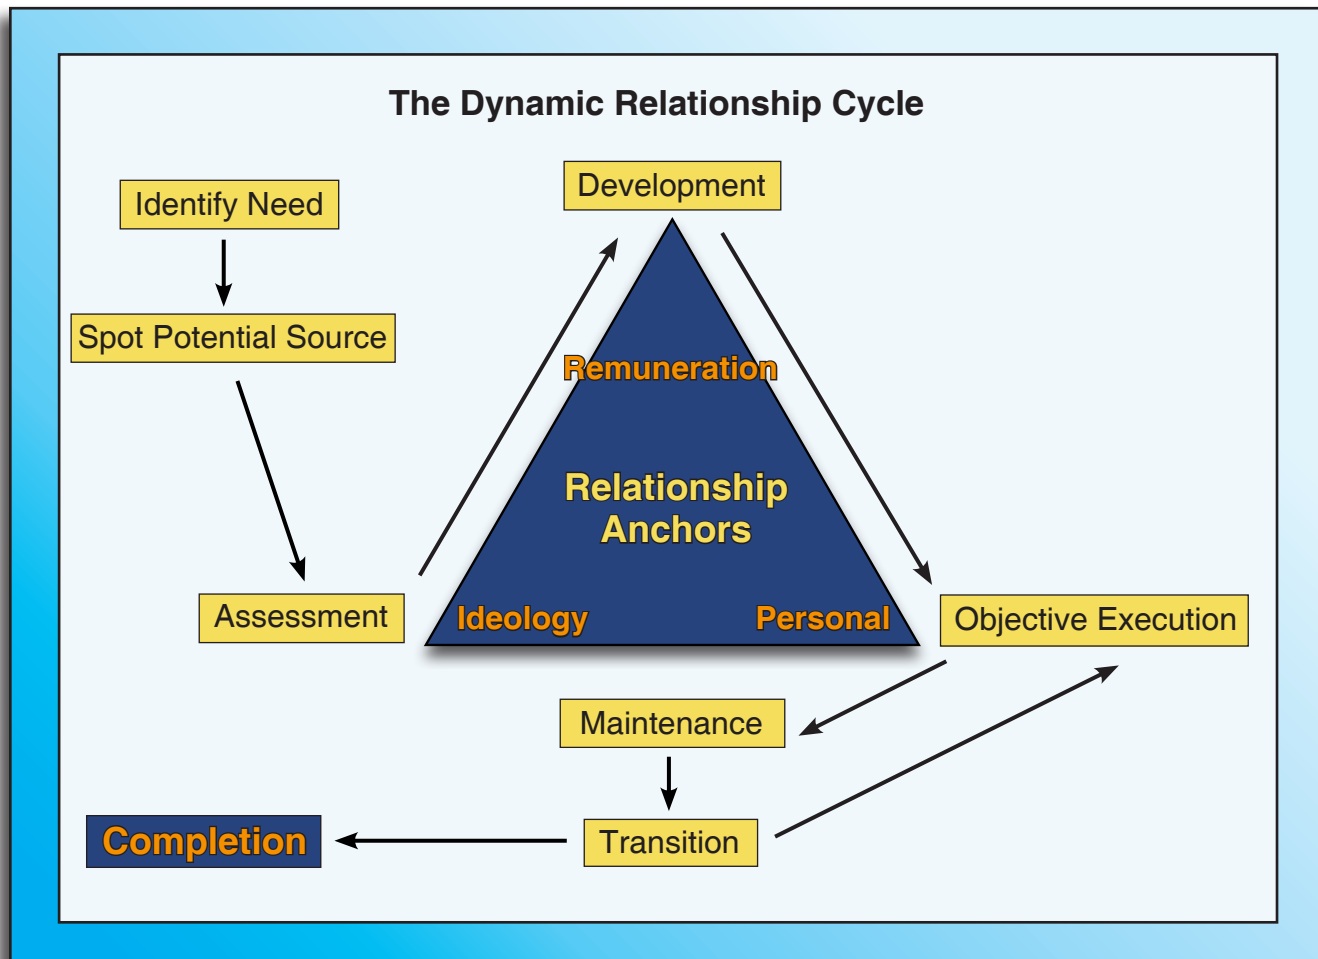 The Dynamic Relationship Cycle
Identify Need
Development
Spot Potential Source
Remuneration
Relationship
Anchors
Assessment
Ideology
Personal
Objective Execution
Maintenance
Completion
Transition